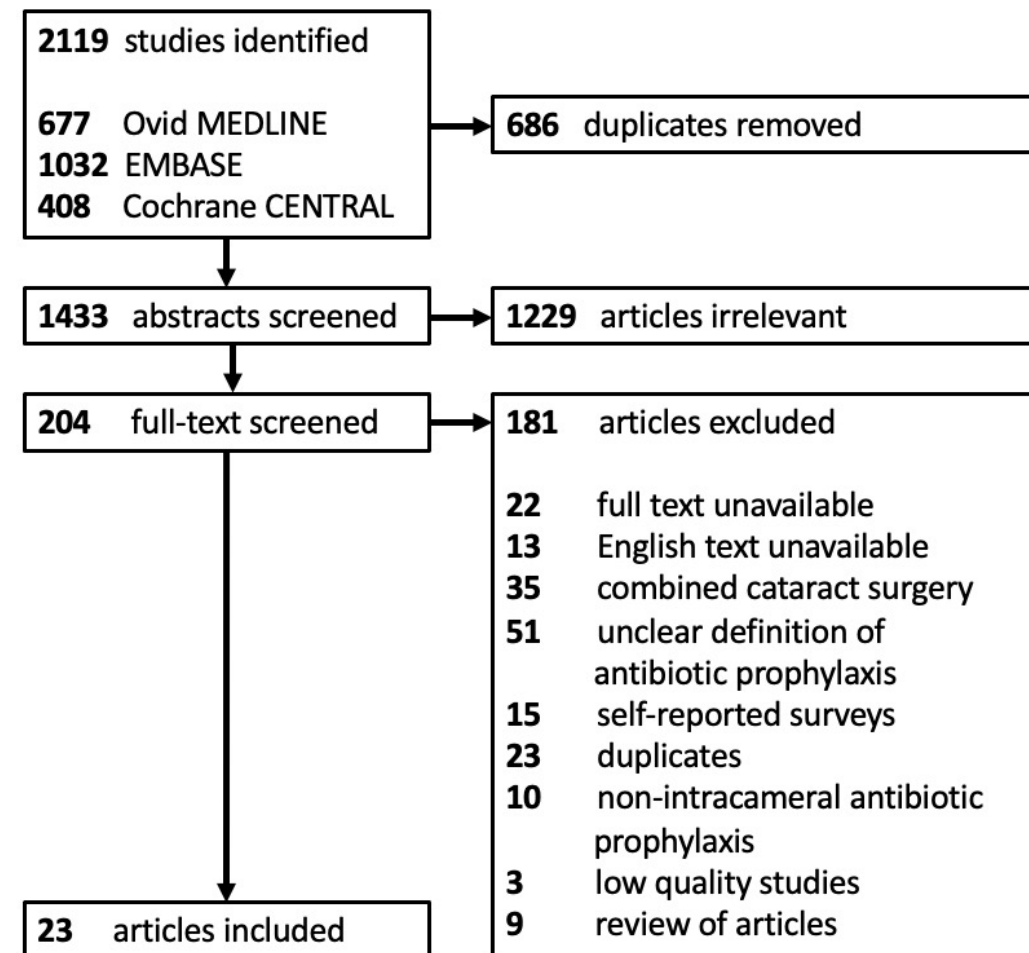 2119 studies identified
677 Ovid MEDLINE
1032 EMBASE
408 Cochrane CENTRAL
686 duplicates removed
1433 abstracts screened
1229 articles irrelevant
204 full-text screened
181 articles excluded
22 full text unavailable
13 English text unavailable
35 combined cataract surgery
51 unclear definition of
antibiotic prophylaxis
15 self-reported surveys
23 duplicates
10 non-intracameral antibiotic
prophylaxis
3 low quality studies
9 review of articles
23 articles included